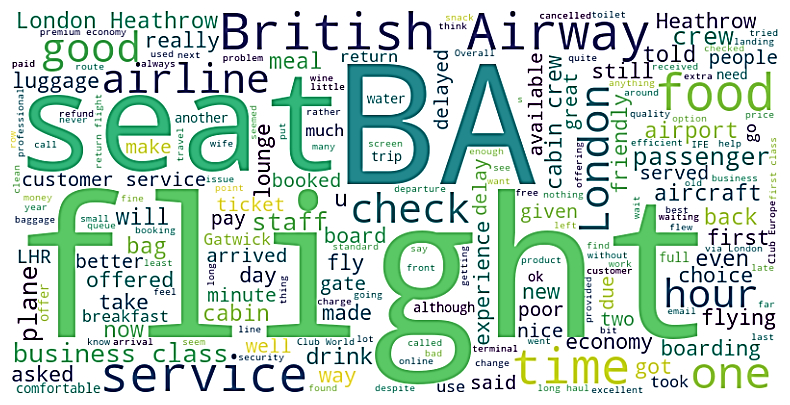 London Heathrow
premium economy
British Airway
snack
think
cancelled
toilet
Heathrow
landing
good
really
meal
return
Overall
crew
tried
checked
paid
used
next
problem
wine
little
delayed
quite
told
people
route
always
airline
luggage
still
received
anything
extra
need
refund
never
seat
BA
water
available
cabin crew
great
London
food
around
quality
price
professional
return flight
another
seemed
put
rather
screen
many
trip
friendly
option
airport
go
call
make
travel
wife
much
lounge
efficient
IFE
help
clean
row
customer service
issue
booked
departure
enough
see
want
offering
passenger
served
old
business
first class
money
year
fine
point
ticket
u
check
delay
free
nothing
given
left
aircraft
best
waiting
flew
via London
Club Europe
baggage
small
queue
booking
will
pay
staff
standard
say
flight
experience
board
wait
back
first
LHR
bag
Gatwick
arrived
fly
front
product
ok
new
find
without
work
customer
full
even
late
plane
offer
better
least
offered
feel
day
long
thing
gate
going
although
getting
poor
bit
provided
due
two
choice
hour
take
minute
charge
made
nice
email
far
flying
breakfast
now
cabin
line
called
bad
terminal
went
economy
last
boarding
know
arrival
seem
Club World
lot
online
business class
well
security
drink
change
time
got
one
asked
service
way
use
said
took
comfortable
found
despite
long haul
excellent